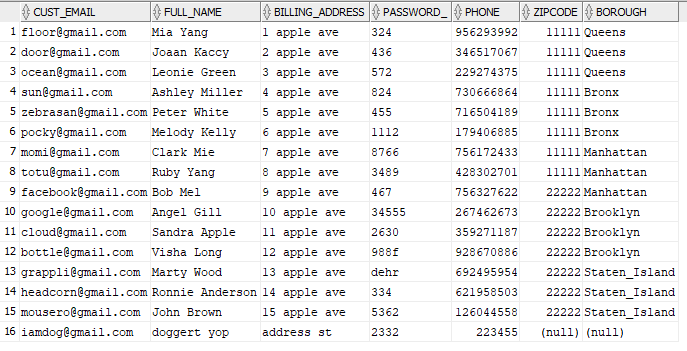 CUST_EMAIL FULL_NAME BILLING_ADDRESS PASSWORD_ PHONE ZIPCODE BOROUGH
1 floor@gmail.com Mia Yang 1 apple ave 324 956293992 11111 Queens
2 door@gmail.com Joaan Kaccy 2 apple ave 436 346517067 11111 Queens
3 ocean@gmail.com Leonie Green 3 apple ave 572 229274375 11111 Queens
4 sun@gmail.com Ashley Miller 4 apple ave 824 730666864 11111 Bronx
5 zebrasan@gmail.com Peter White 5 apple ave 455 716504189 11111 Bronx
6 pocky@gmail.com Melody Kelly 6 apple ave 1112 179406885 11111 Bronx
7 momi@gmail.com Clark Mie 7 apple ave 8766 756172433 11111 Manhattan
8 totu@gmail.com Ruby Yang 8 apple ave 3489 428302701 11111 Manhattan
9 facebook@gmail.com Bob Mel 9 apple ave 467 756327622 22222 Manhattan
10 google@gmail.com Angel Gill 10 apple ave 34555 267462673 22222 Brooklyn
11 cloud@gmail.com Sandra Apple 11 apple ave 2630 359271187 22222 Brooklyn
12 bottle@gmail.com Visha Long 12 apple ave 988f 928670886 22222 Brooklyn
13 grappli@gmail.com Marty Wood 13 apple ave dehr 692495954 22222 Staten_Island
14 headcorn@gmail.com Ronnie Anderson 14 apple ave 334 621958503 22222 Staten_Island
15 mousero@gmail.com John Brown 15 apple ave 5362 126044558 22222 Staten_Island
16 iamdog@gmail.com doggert yop address st 2332 223455 (null) (null)